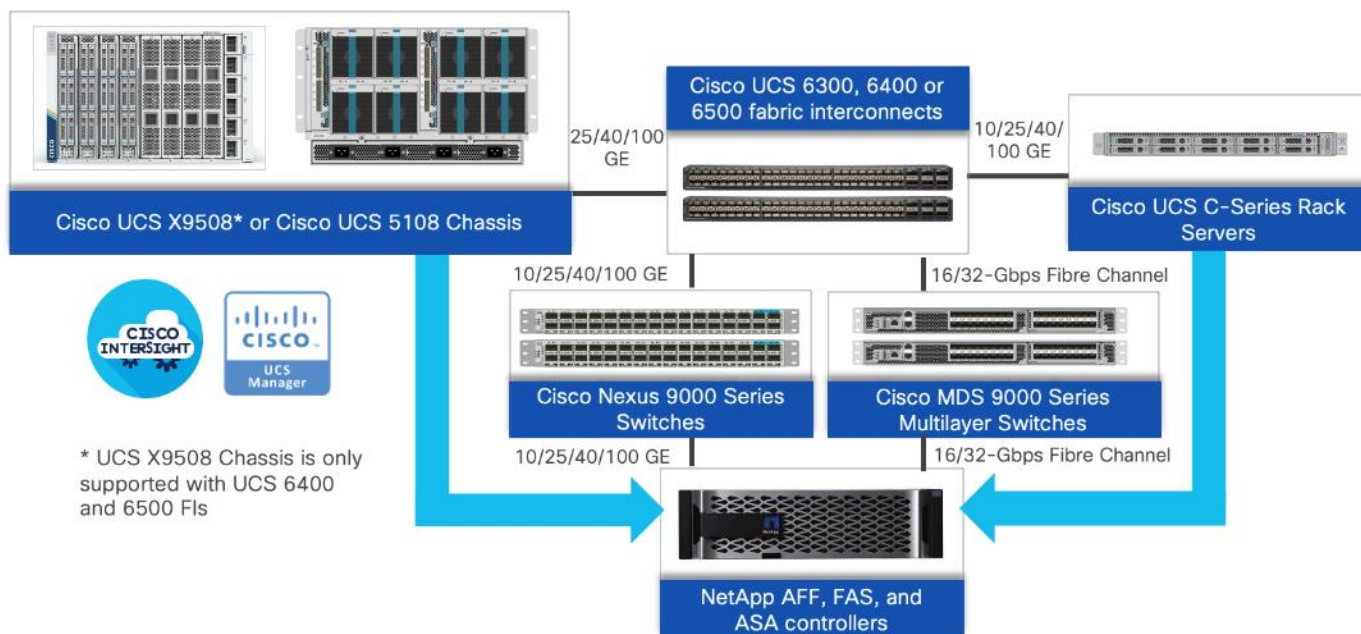 Cisco UCS 6300, 6400 or
6500 fabric interconnects
25/40/100
GE
10/25/40/
100 GE
Cisco UCS X9508* or Cisco UCS 5108 Chassis
Cisco UCS C-Series Rack
Servers
10/25/40/100 GE
16/32-Gbps Fibre Channel
CISCO
INTERSIGHT
CISCO
UCS
Manager
Cisco Nexus 9000 Series
Switches
Cisco MDS 9000 Series
Multilayer Switches
10/25/40/100 GE
16/32-Gbps Fibre Channel
* UCS X9508 Chassis is only
supported with UCS 6400
and 6500 FIs
NetApp AFF, FAS, and
ASA controllers